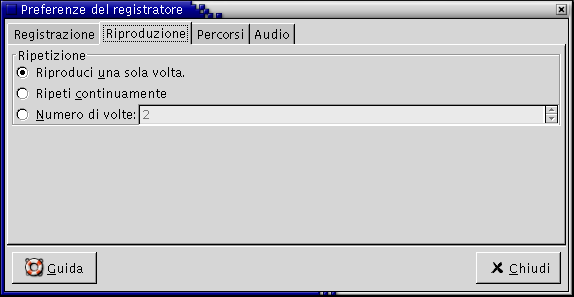 Preferenze del registratore
Registrazione Riproduzione Percorsi Audio
Ripetizione
Riproduci una sola volta.
Ripeti continuamente
Numero di volte: 2
Guida Chiudi